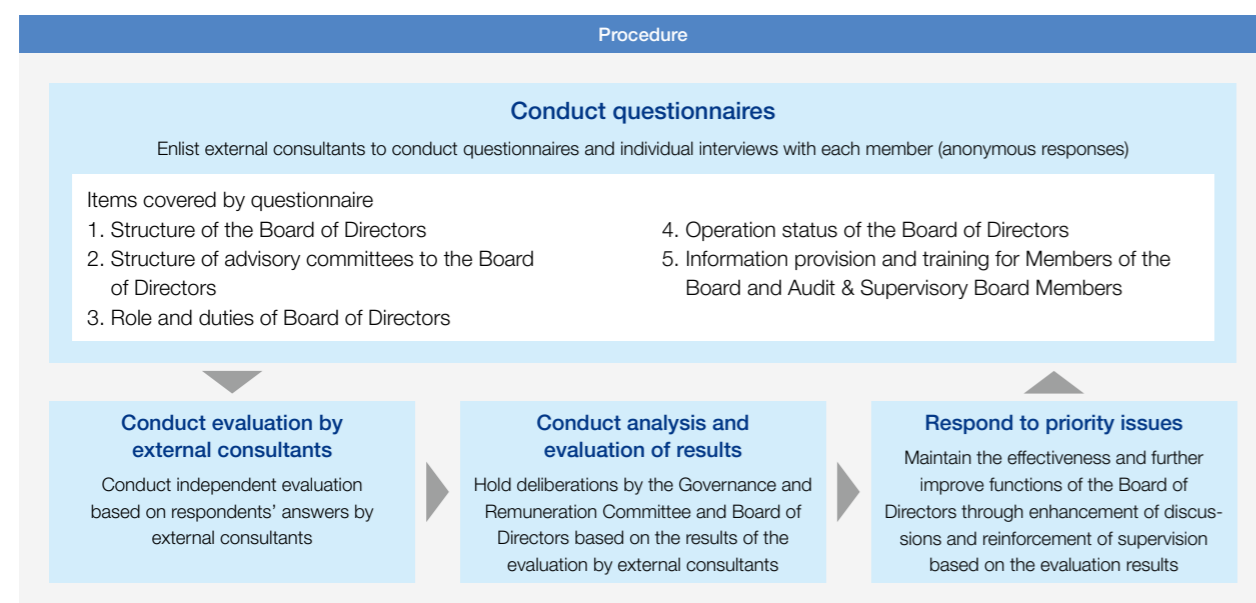 Procedure
Conduct questionnaires
Enlist external consultants to conduct questionnaires and individual interviews with each member (anonymous responses)
Items covered by questionnaire
1. Structure of the Board of Directors
2. Structure of advisory committees to the Board
of Directors
3. Role and duties of Board of Directors
4. Operation status of the Board of Directors
5. Information provision and training for Members of the
Board and Audit & Supervisory Board Members
Conduct evaluation by
external consultants
Conduct independent evaluation
based on respondents’ answers by
external consultants
Conduct analysis and
evaluation of results
Hold deliberations by the Governance and
Remuneration Committee and Board of
Directors based on the results of the
evaluation by external consultants
Respond to priority issues
Maintain the effectiveness and further
improve functions of the Board of
Directors through enhancement of discus-
sions and reinforcement of supervision
based on the evaluation results